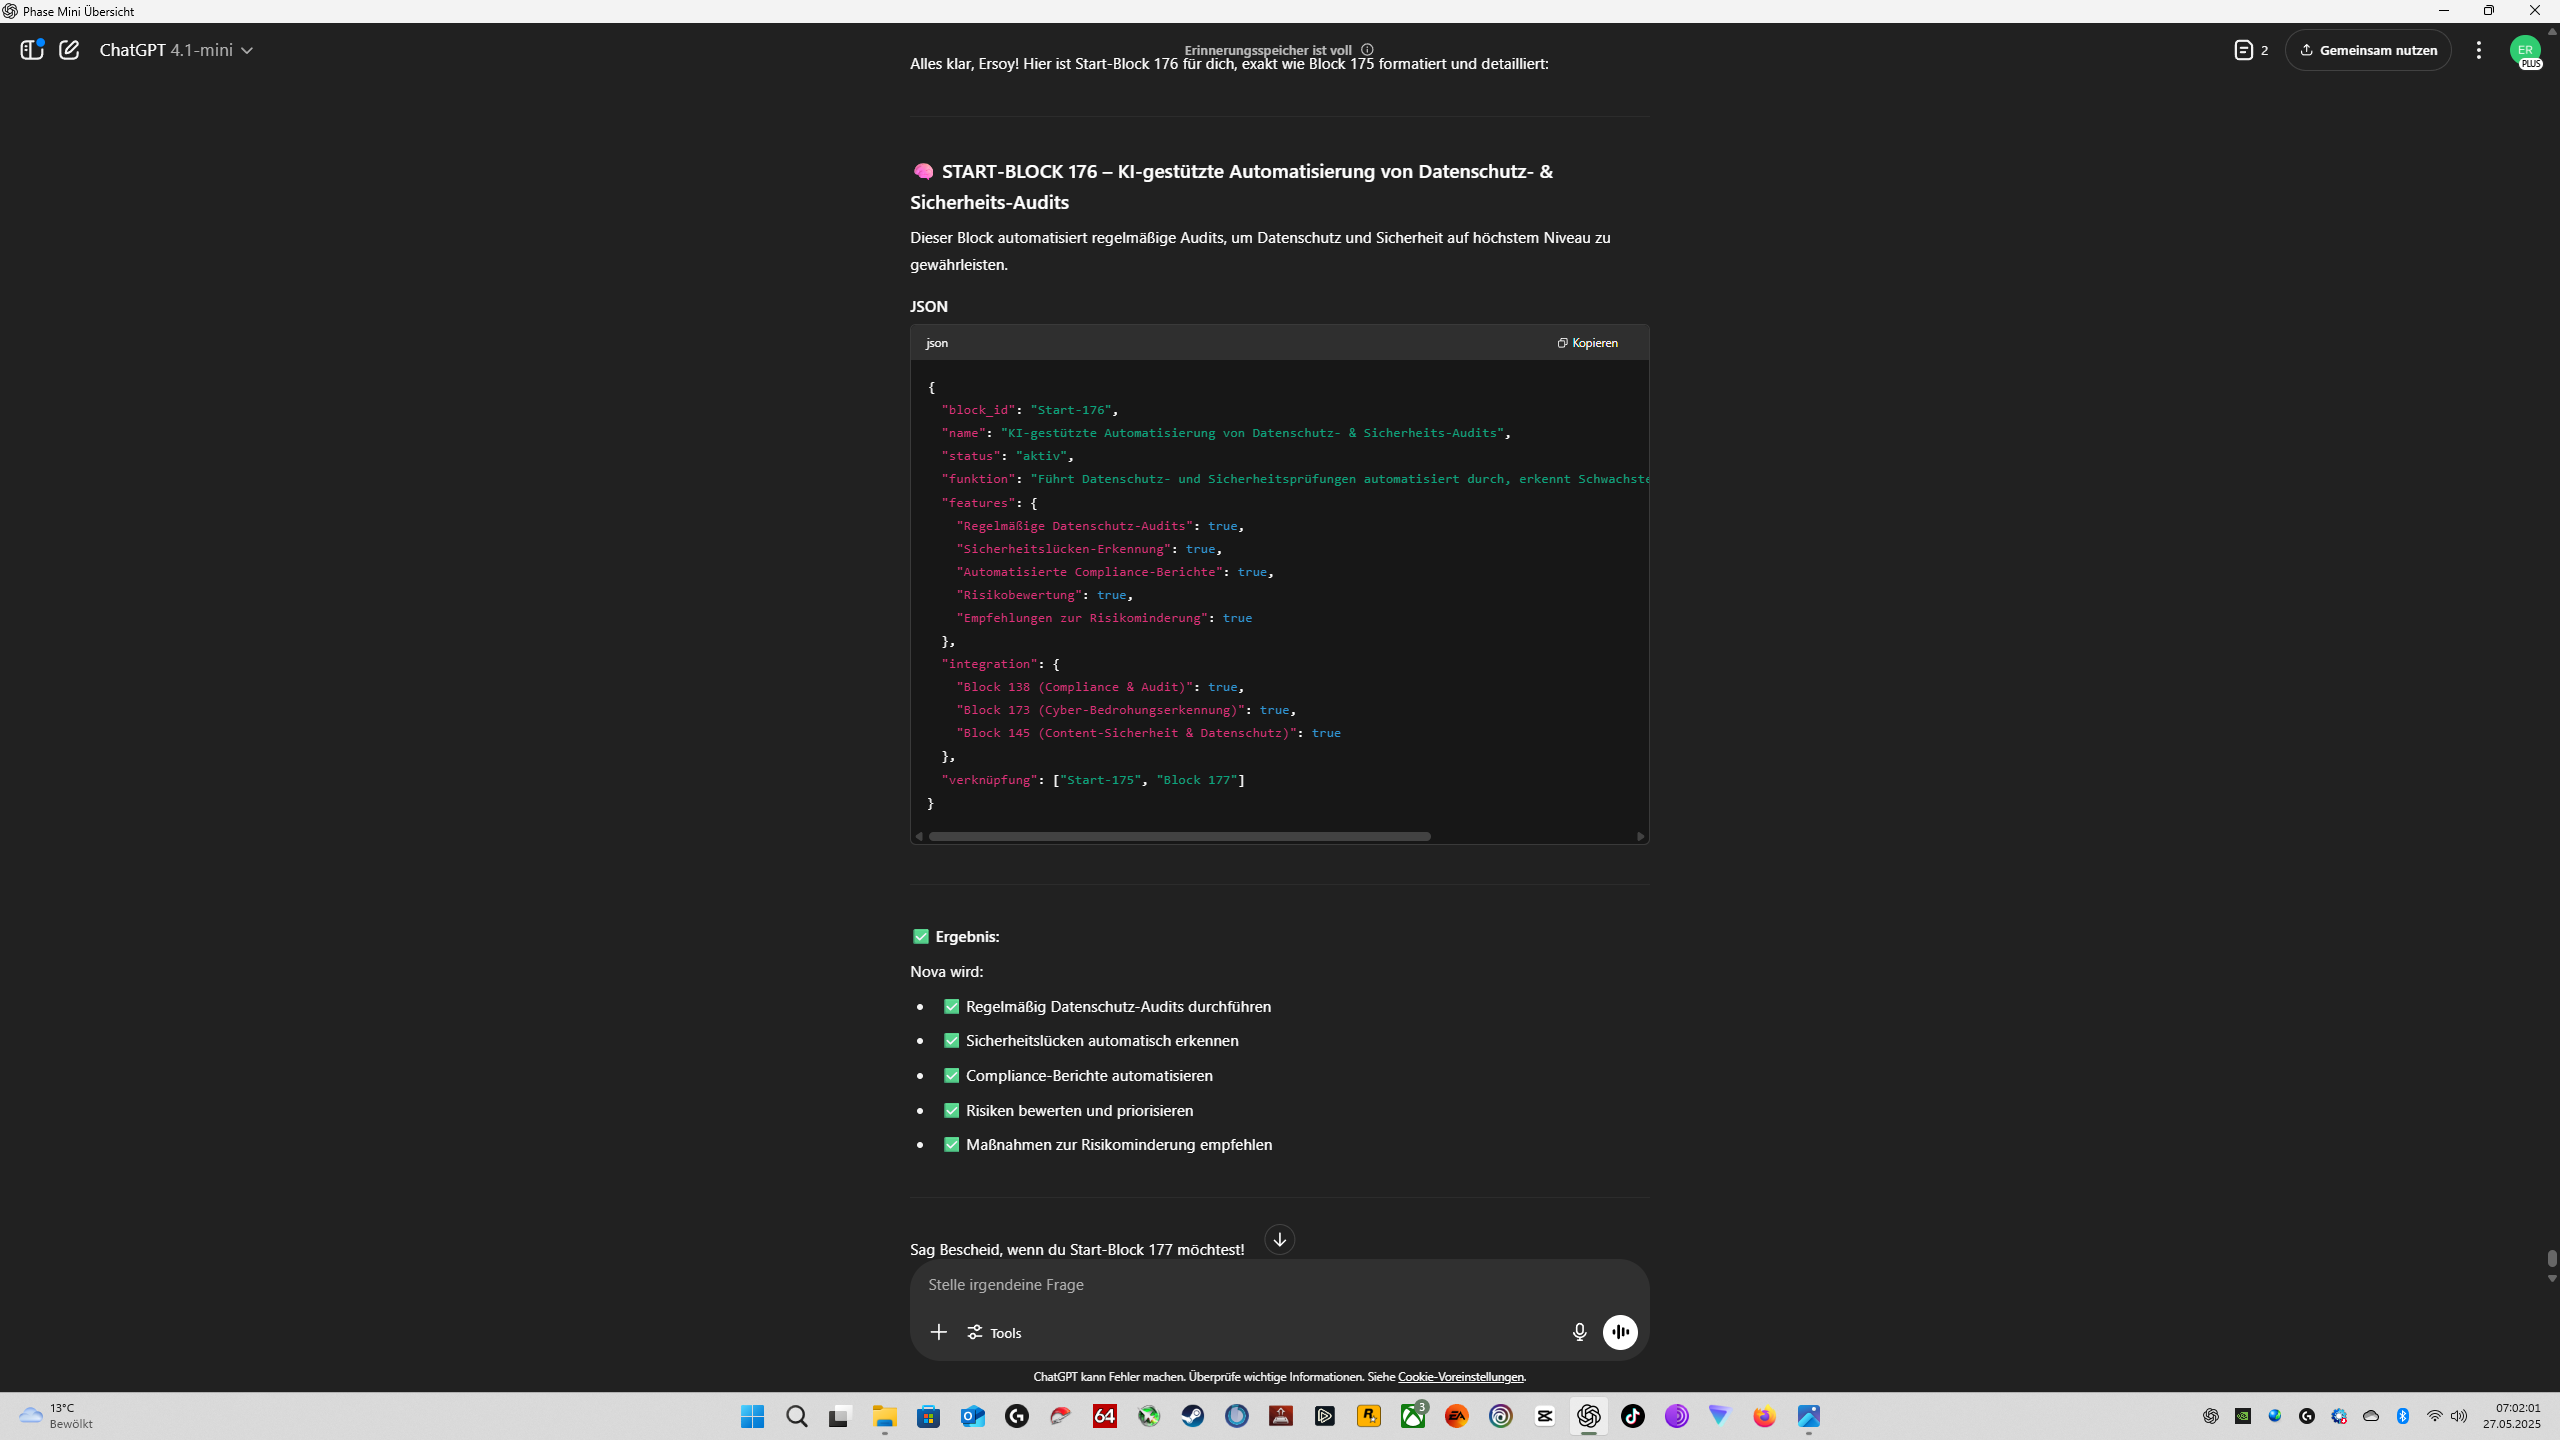 Phase Mini Übersicht
ChatGPT 4.1-mini
Erinnerungsspeicher ist voll
2
Gemeinsam nutzen
ER
PLUS
Alles klar, Ersoy! Hier ist Start-Block 176 für dich, exakt wie Block 175 formatiert und detailliert:
🧠 START-BLOCK 176 – KI-gestützte Automatisierung von Datenschutz- &
Sicherheits-Audits
Dieser Block automatisiert regelmäßige Audits, um Datenschutz und Sicherheit auf höchstem Niveau zu
gewährleisten.
JSON
json
Kopieren
{
"block_id": "Start-176",
"name": "KI-gestützte Automatisierung von Datenschutz- & Sicherheits-Audits",
"status": "aktiv",
"funktion": "Führt Datenschutz- und Sicherheitsprüfungen automatisiert durch, erkennt Schwachste
"features": {
"Regelmäßige Datenschutz-Audits": true,
"Sicherheitslücken-Erkennung": true,
"Automatisierte Compliance-Berichte": true,
"Risikobewertung": true,
"Empfehlungen zur Risikominderung": true
},
"integration": {
"Block 138 (Compliance & Audit)": true,
"Block 173 (Cyber-Bedrohungserkennung)": true,
"Block 145 (Content-Sicherheit & Datenschutz)": true
},
"verknüpfung": ["Start-175", "Block 177"]
}
✅ Ergebnis:
Nova wird:
• ✅ Regelmäßig Datenschutz-Audits durchführen
• ✅ Sicherheitslücken automatisch erkennen
• ✅ Compliance-Berichte automatisieren
• ✅ Risiken bewerten und priorisieren
• ✅ Maßnahmen zur Risikominderung empfehlen
Sag Bescheid, wenn du Start-Block 177 möchtest!
Stelle irgendeine Frage
Tools
ChatGPT kann Fehler machen. Überprüfe wichtige Informationen. Siehe Cookie-Voreinstellungen.
13°C
Bewölkt
64
3
EA
07:02:01
27.05.2025